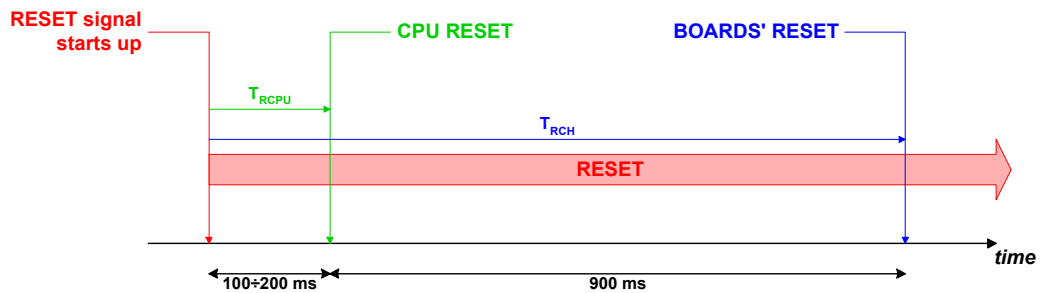 RESET signal
starts up
CPU RESET
BOARDS' RESET
TRCPU
TRCH
RESET
time
100÷200 ms
900 ms